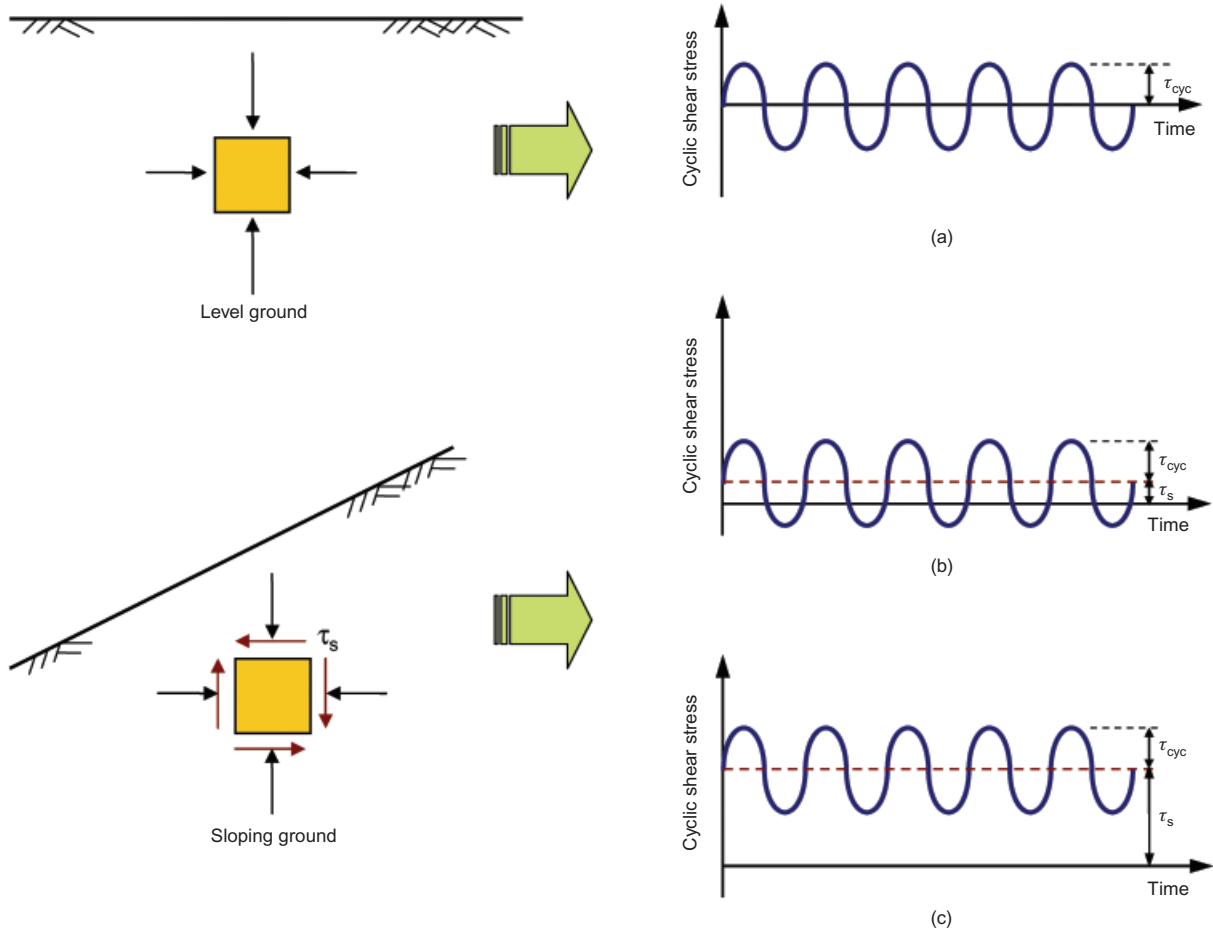 Level ground
Cyclic shear stress
τcyc
Time
(a)
Cyclic shear stress
τcyc
τs
Time
(b)
τs
Sloping ground
Cyclic shear stress
τcyc
τs
Time
(c)